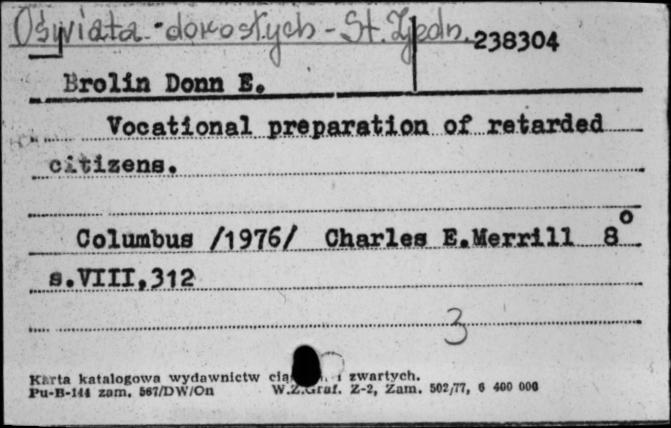 Oświata dorosłych - St. Zjedn. 238304
Brolin Donn E.
Vocational preparation of retarded
citizens.
Columbus /1976/ Charles E.Merrill 8°
s.VIII,312
3
Karta katalogowa wydawnictw i zwartych.
Pu-B-144 zam. 567/DW/On W.Z.Graf. Z-2, Zam. 502/77, 6 400 000